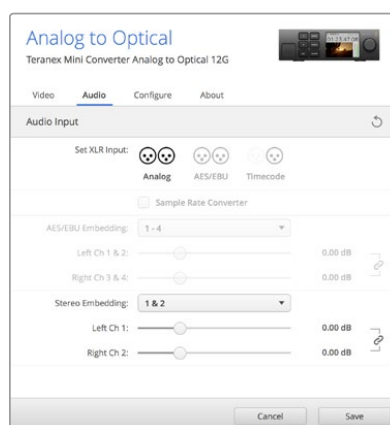 Analog to Optical
Teranex Mini Converter Analog to Optical 12G
Video Audio Configure About
Audio Input
Set XLR Input:
Analog AES/EBU Timecode
Sample Rate Converter
AES/EBU Embedding: 1 - 4
Left Ch 1 & 2: 0.00 dB
Right Ch 3 & 4: 0.00 dB
Stereo Embedding: 1 & 2
Left Ch 1: 0.00 dB
Right Ch 2: 0.00 dB
Cancel Save